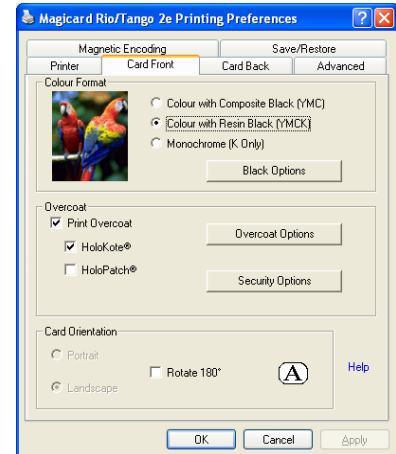 Magicard Rio/Tango 2e Printing Preferences
Magnetic Encoding Save/Restore
Printer Card Front Card Back Advanced
Colour Format
Colour with Composite Black (YMC)
Colour with Resin Black (YMCK)
Monochrome (K Only)
Black Options
Overcoat
Print Overcoat
Overcoat Options
HoloKote®
HoloPatch®
Security Options
Card Orientation
Portrait
Rotate 180°
A
Help
Landscape
OK Cancel Apply